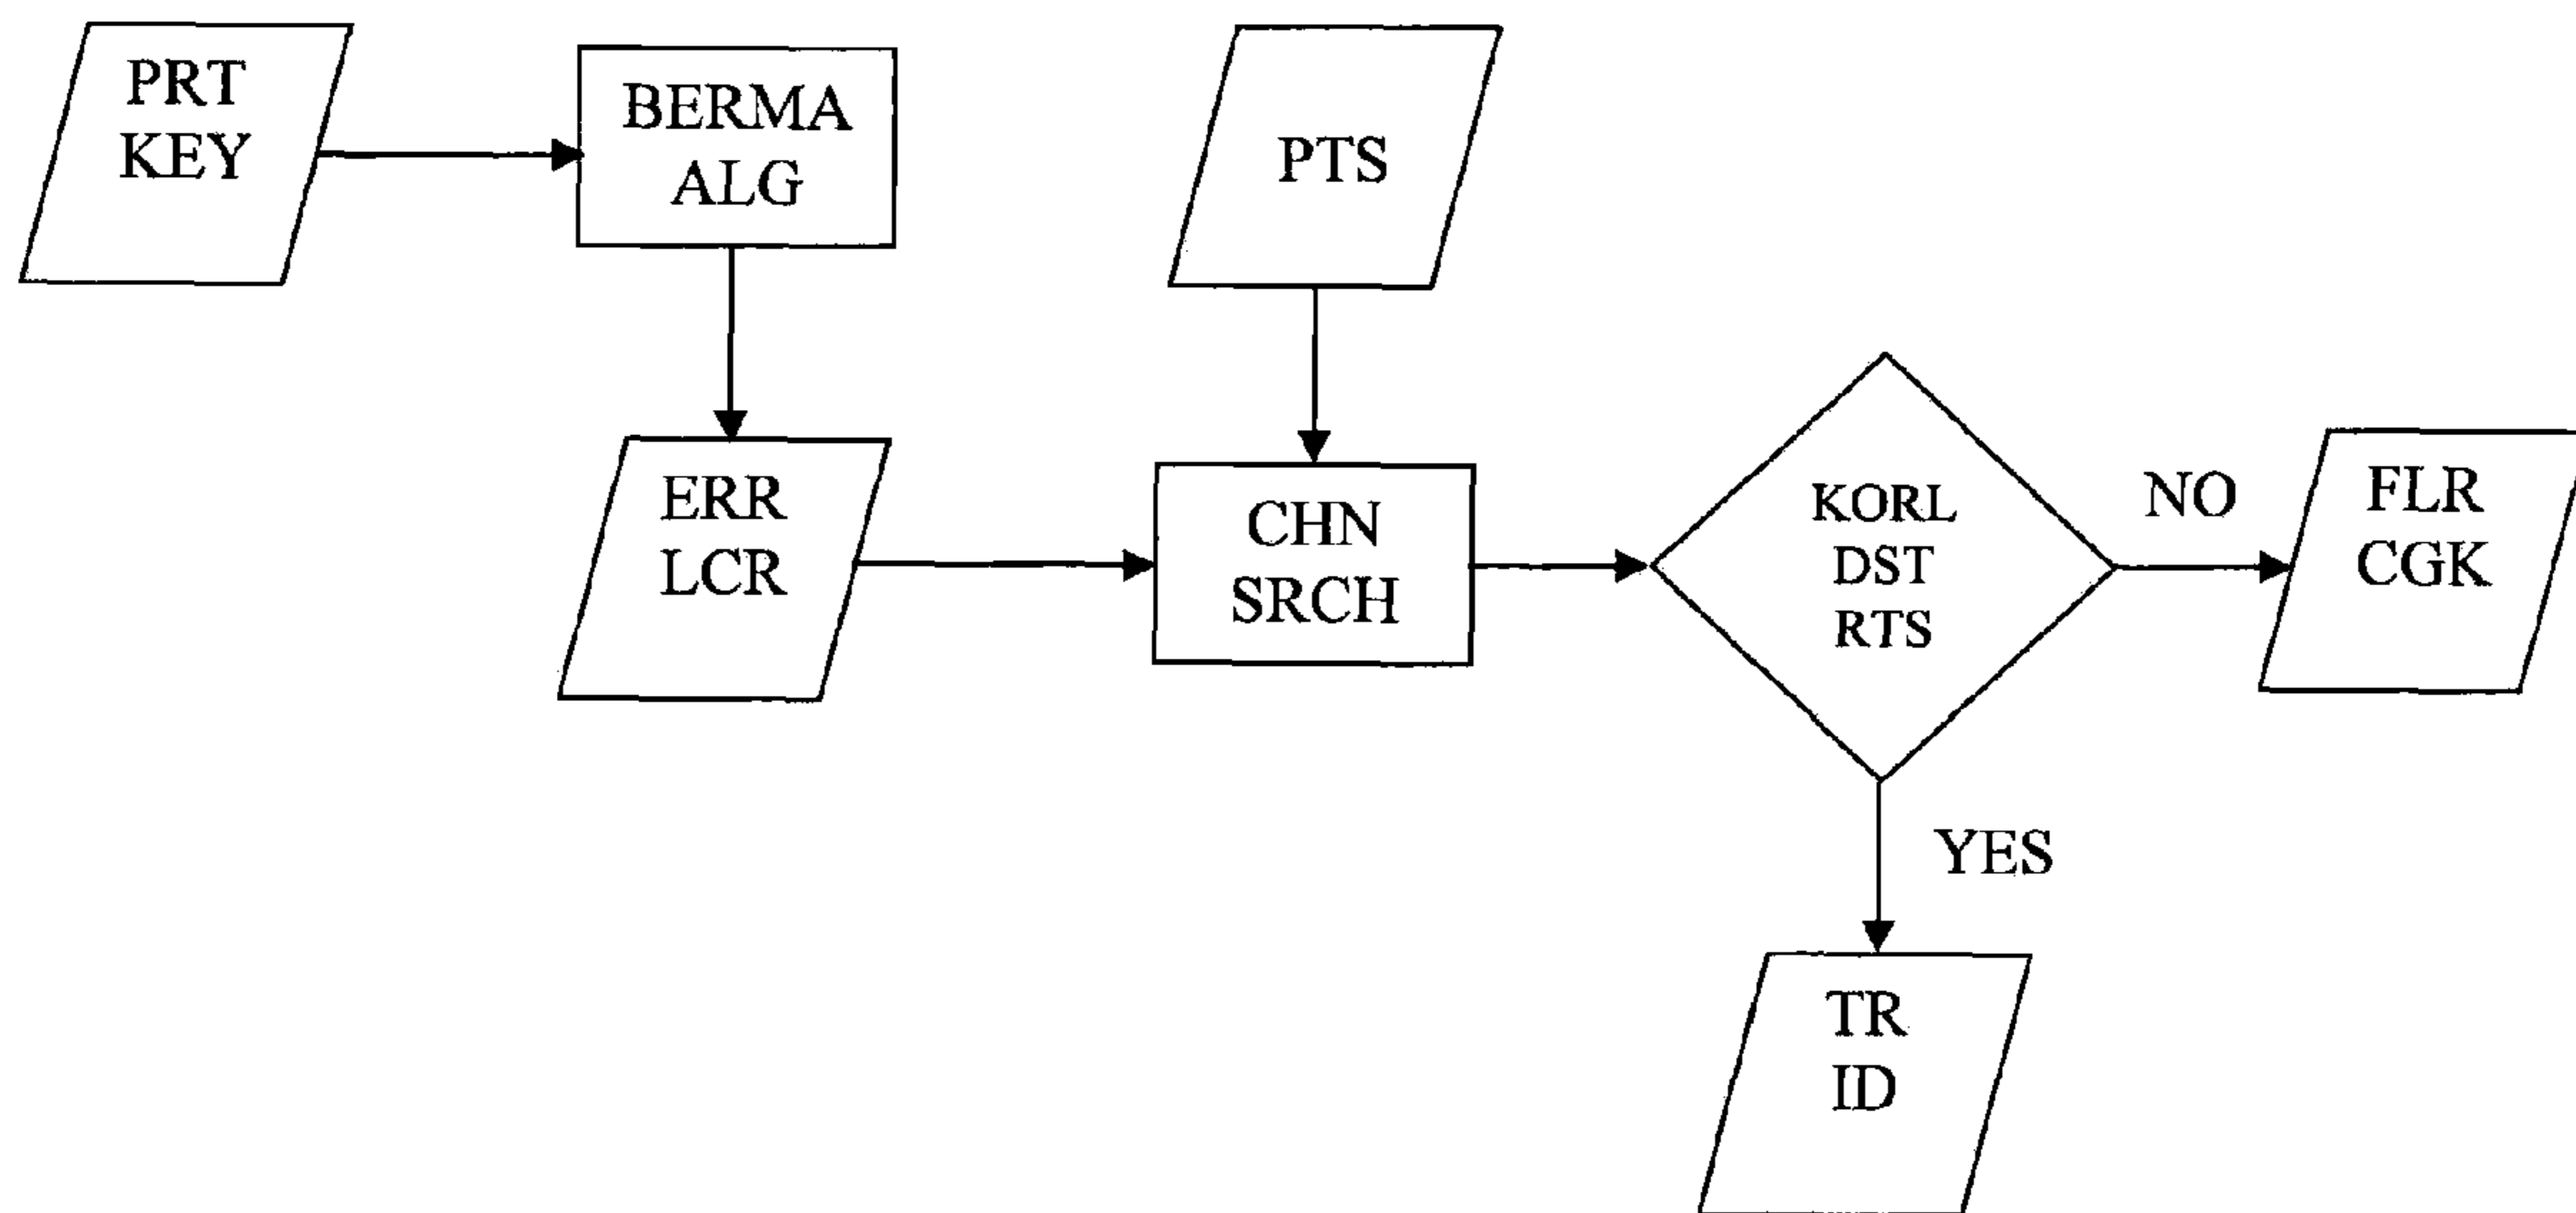 PRT
KEY
BERMA
ALG
PTS
ERR
LCR
CHN
SRCH
KORL
DST
RTS
NO
FLR
CGK
YES
TR
ID